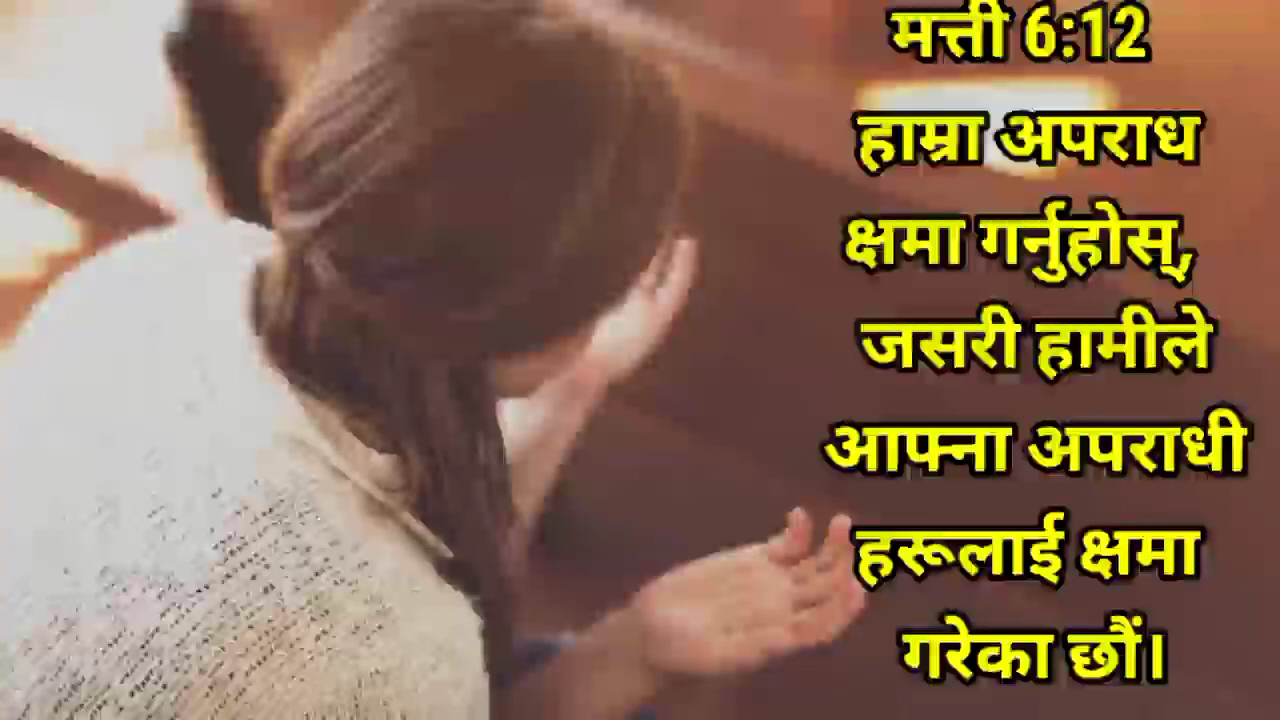 मत्ती 6:12
हाम्रा अपराध
क्षमा गर्नुहोस्,
जसरी हामीले
आफ्ना अपराधी
हरूलाई क्षमा
गरेका छौं।